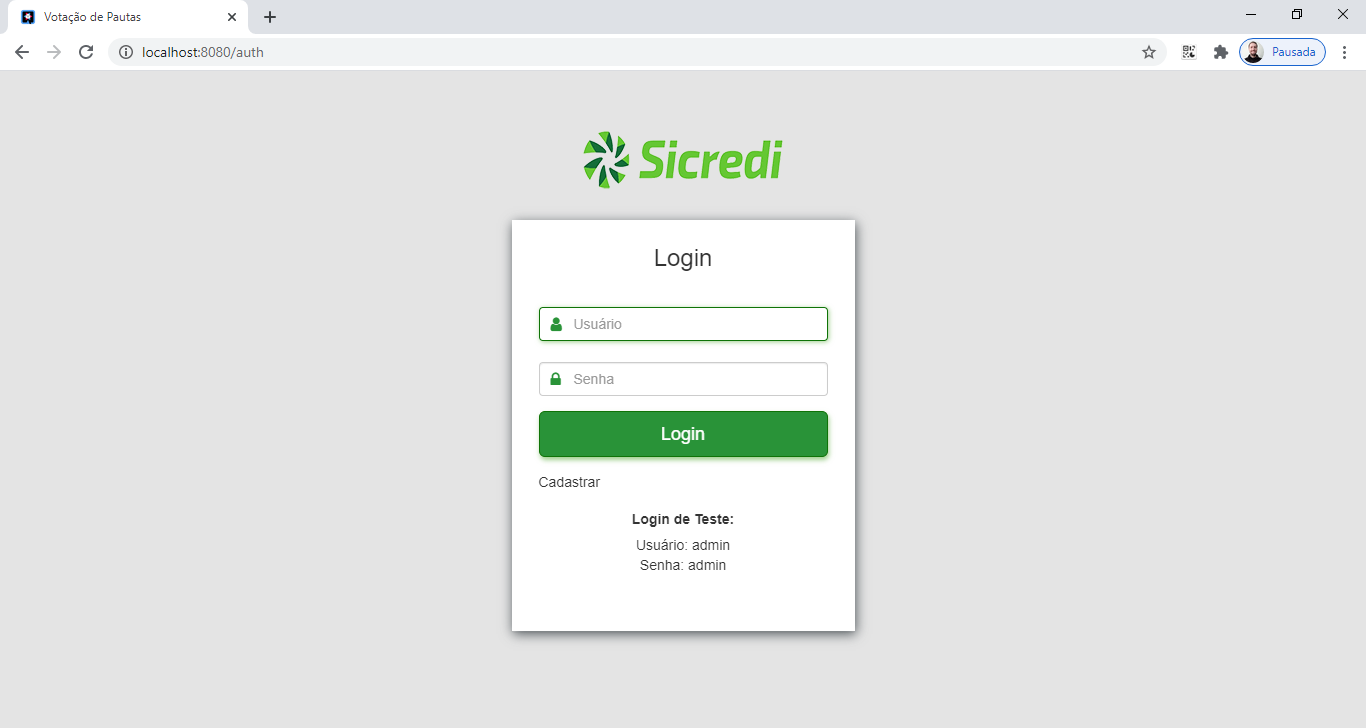 Votação de Pautas
localhost:8080/auth
Pausada
Sicredi
Login
Usuário
Senha
Login
Cadastrar
Login de Teste:
Usuário: admin
Senha: admin